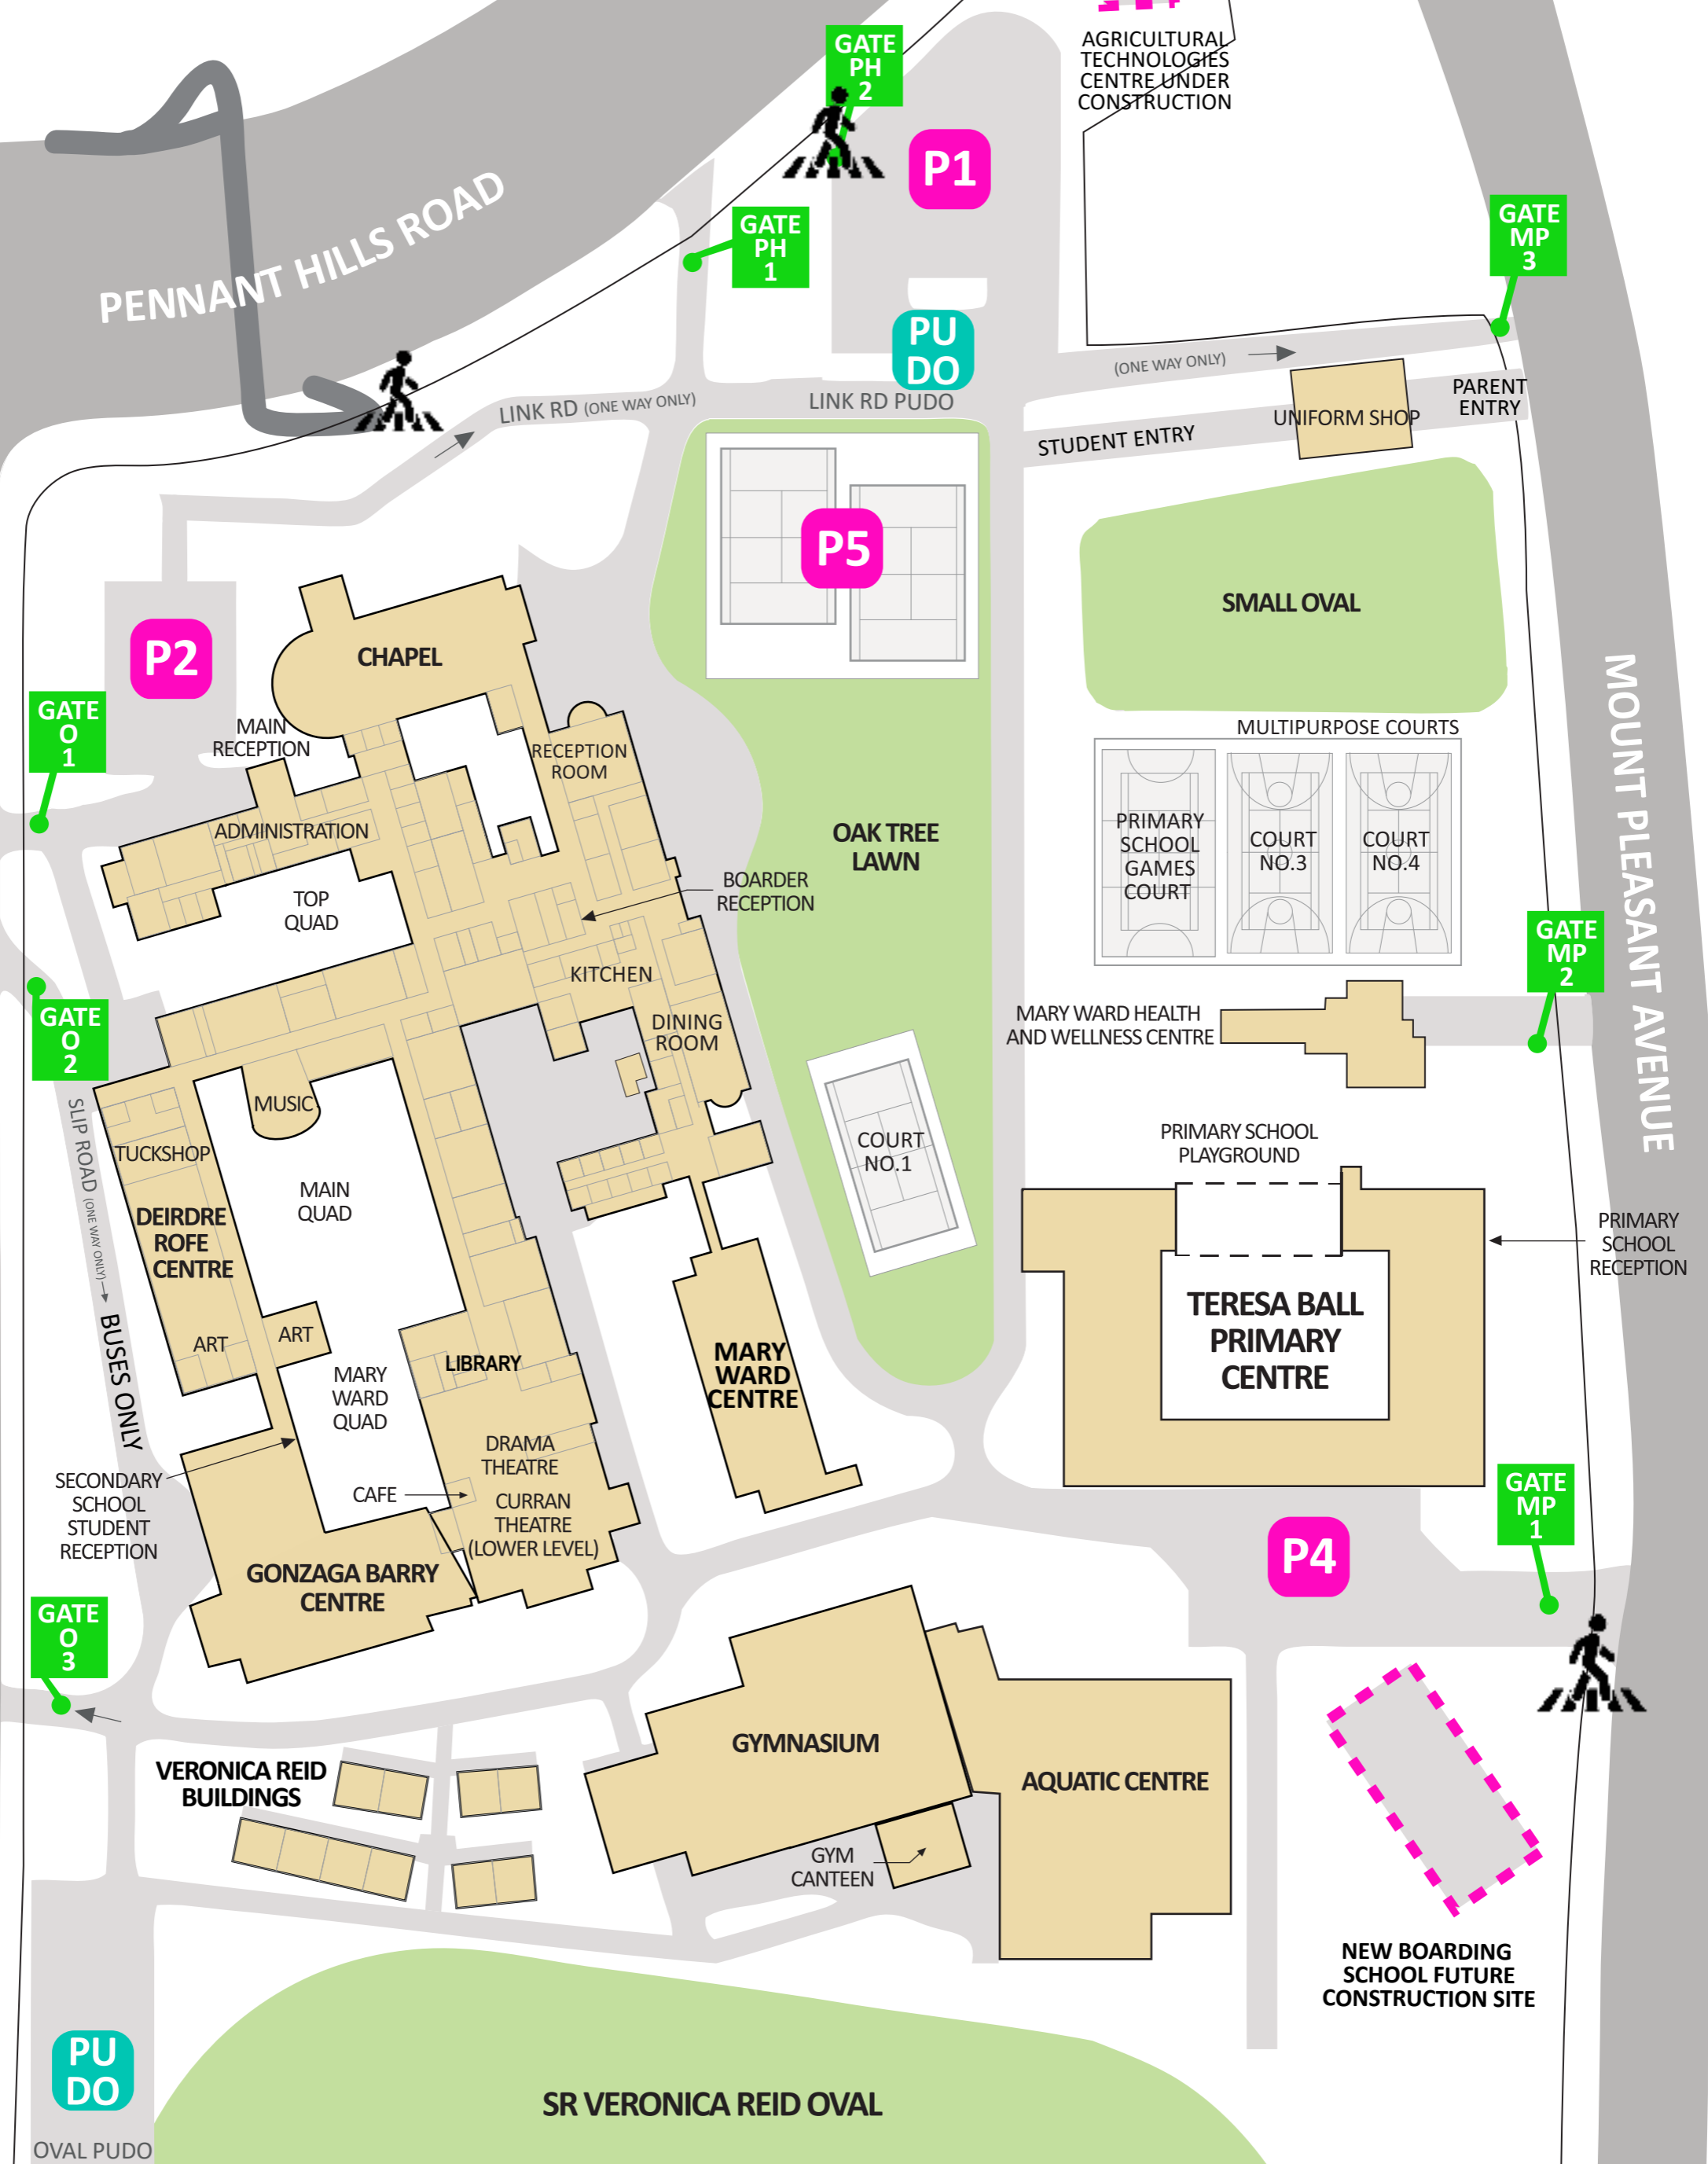 GATE
PH
2
AGRICULTURAL
TECHNOLOGIES
CENTRE UNDER
CONSTRUCTION
P1
PENNANT HILLS ROAD
GATE
PH
1
GATE
MP
3
PU
DO
(ONE WAY ONLY)
LINK RD (ONE WAY ONLY)
LINK RD PUDO
PARENT
ENTRY
UNIFORM SHOP
STUDENT ENTRY
P5
SMALL OVAL
P2
CHAPEL
GATE
O
1
MAIN
RECEPTION
RECEPTION
ROOM
MULTIPURPOSE COURTS
MOUNT PLEASANT AVENUE
ADMINISTRATION
OAK TREE
LAWN
PRIMARY
SCHOOL
GAMES
COURT
COURT
NO.3
COURT
NO.4
TOP
QUAD
BOARDER
RECEPTION
GATE
MP
2
KITCHEN
GATE
O
2
DINING
ROOM
MARY WARD HEALTH
AND WELLNESS CENTRE
SLIP ROAD (ONE WAY ONLY)
BUSES ONLY
MUSIC
TUCKSHOP
COURT
NO.1
PRIMARY SCHOOL
PLAYGROUND
MAIN
QUAD
DEIRDRE
ROFE
CENTRE
PRIMARY
SCHOOL
RECEPTION
TERESA BALL
PRIMARY
CENTRE
ART
ART
LIBRARY
MARY
WARD
CENTRE
MARY
WARD
QUAD
DRAMA
THEATRE
SECONDARY
SCHOOL
STUDENT
RECEPTION
CAFE
CURRAN
THEATRE
(LOWER LEVEL)
GATE
MP
1
P4
GONZAGA BARRY
CENTRE
GATE
O
3
GYMNASIUM
VERONICA REID
BUILDINGS
AQUATIC CENTRE
GYM
CANTEEN
NEW BOARDING
SCHOOL FUTURE
CONSTRUCTION SITE
PU
DO
SR VERONICA REID OVAL
OVAL PUDO